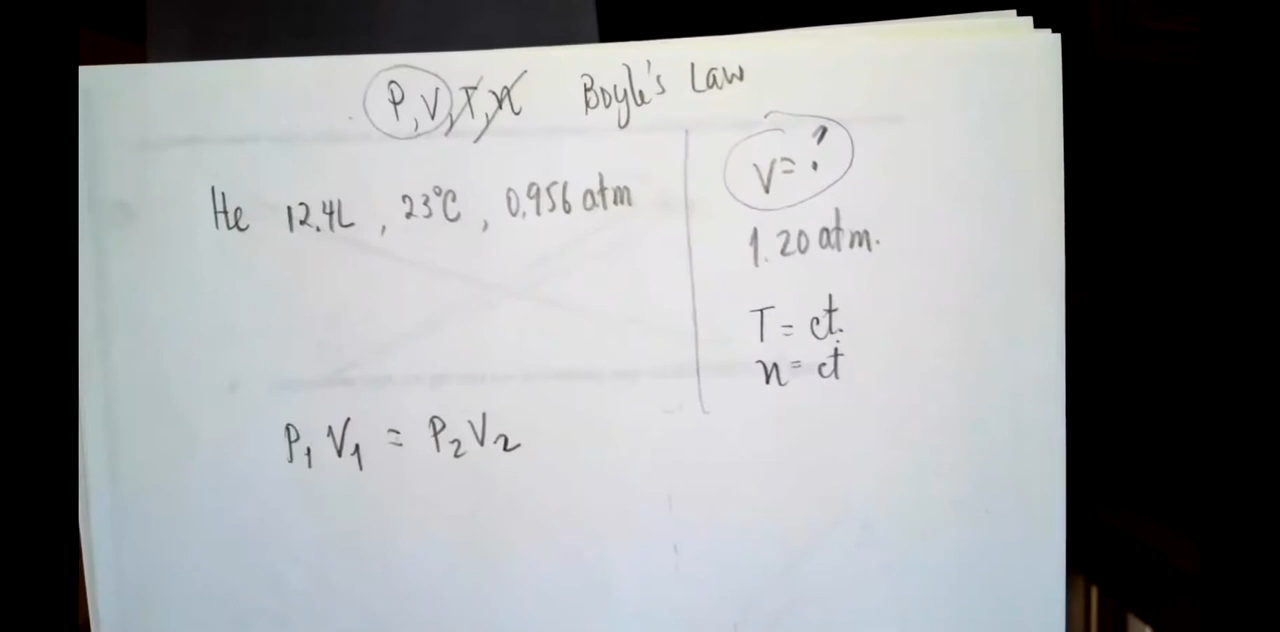 P, V, T, n Boyle's Law
He 12.4L , 23°C , 0.956 atm
V = ?
1.20 atm.
T = ct.
n = ct
P₁ V₁ = P₂ V₂